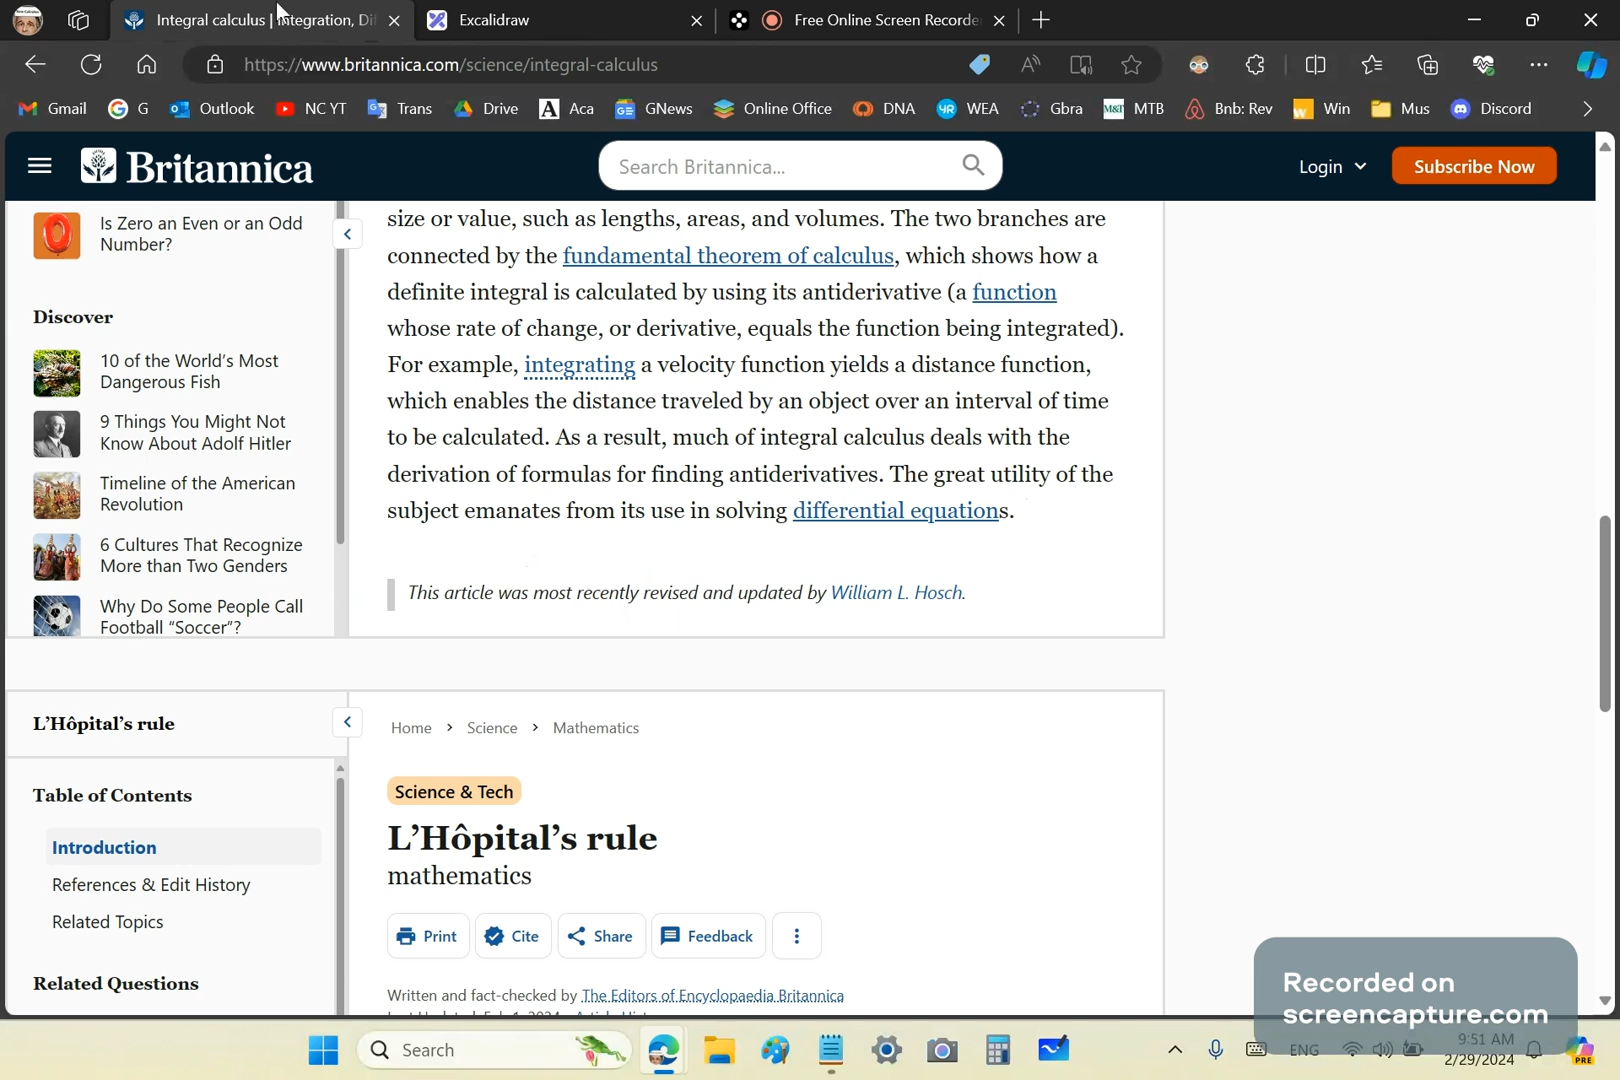 Integral calculus | Integration, Dif
Excalidraw
Free Online Screen Recorde
https://www.britannica.com/science/integral-calculus
Gmail
G
Outlook
NC YT
Trans
Drive
A Aca
GNews
Online Office
DNA
YR WEA
Gbra
M&T MTB
Bnb: Rev
Win
Mus
Discord
Britannica
Search Britannica...
Login
Subscribe Now
Is Zero an Even or an Odd
Number?
Discover
10 of the World's Most
Dangerous Fish
9 Things You Might Not
Know About Adolf Hitler
Timeline of the American
Revolution
6 Cultures That Recognize
More than Two Genders
Why Do Some People Call
Football "Soccer"?
size or value, such as lengths, areas, and volumes. The two branches are
connected by the fundamental theorem of calculus, which shows how a
definite integral is calculated by using its antiderivative (a function
whose rate of change, or derivative, equals the function being integrated).
For example, integrating a velocity function yields a distance function,
which enables the distance traveled by an object over an interval of time
to be calculated. As a result, much of integral calculus deals with the
derivation of formulas for finding antiderivatives. The great utility of the
subject emanates from its use in solving differential equations.
This article was most recently revised and updated by William L. Hosch.
L'Hôpital's rule
Table of Contents
Introduction
References & Edit History
Related Topics
Related Questions
Home > Science > Mathematics
Science & Tech
L'Hôpital's rule
mathematics
Print
Cite
Share
Feedback
Written and fact-checked by The Editors of Encyclopaedia Britannica
Recorded on
screencapture.com
Search
ENG
9:51 AM
2/29/2024
PRE